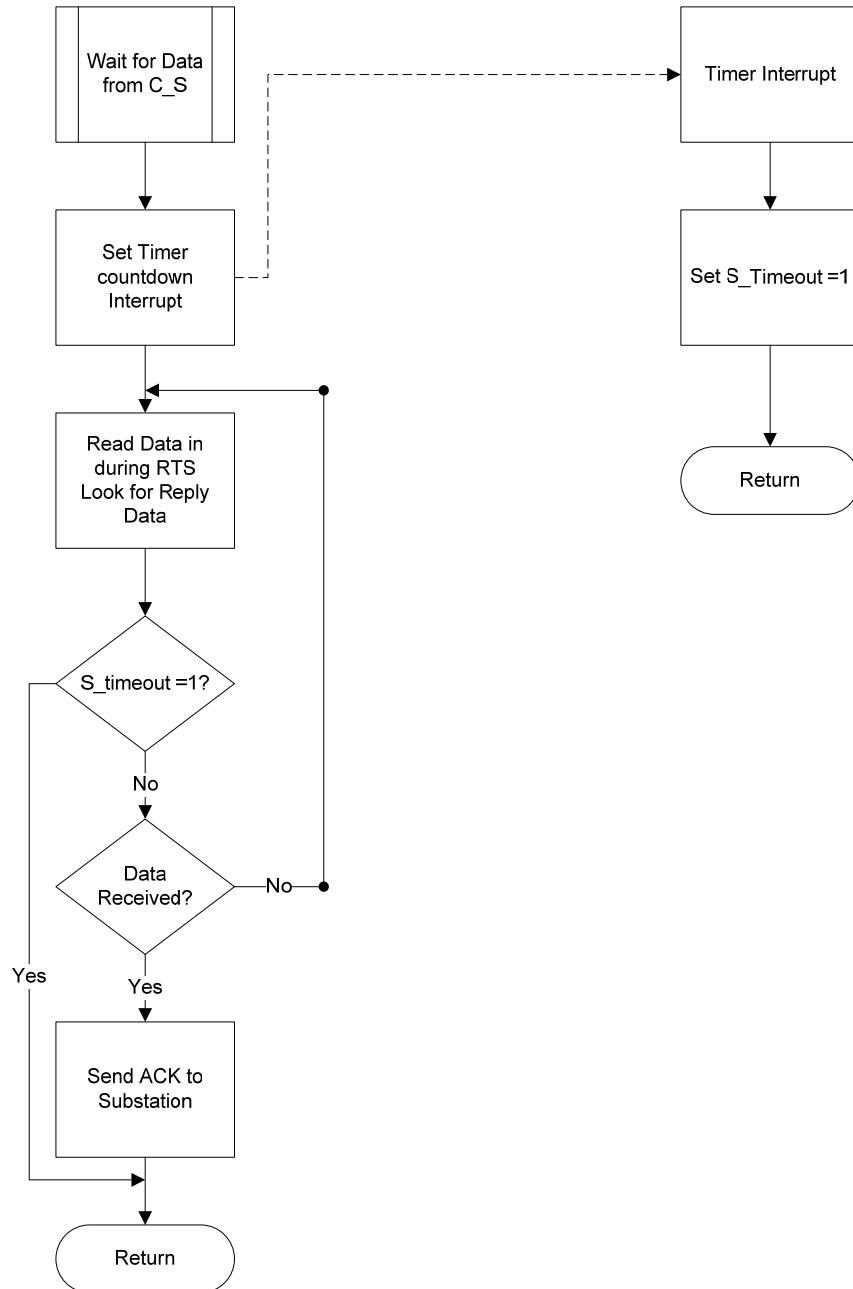 Wait for Data
from C_S
Timer Interrupt
Set Timer
countdown
Interrupt
Set S_Timeout =1
Read Data in
during RTS
Look for Reply
Data
Return
S_timeout =1?
No
Data
Received?
No
Yes
Yes
Send ACK to
Substation
Return